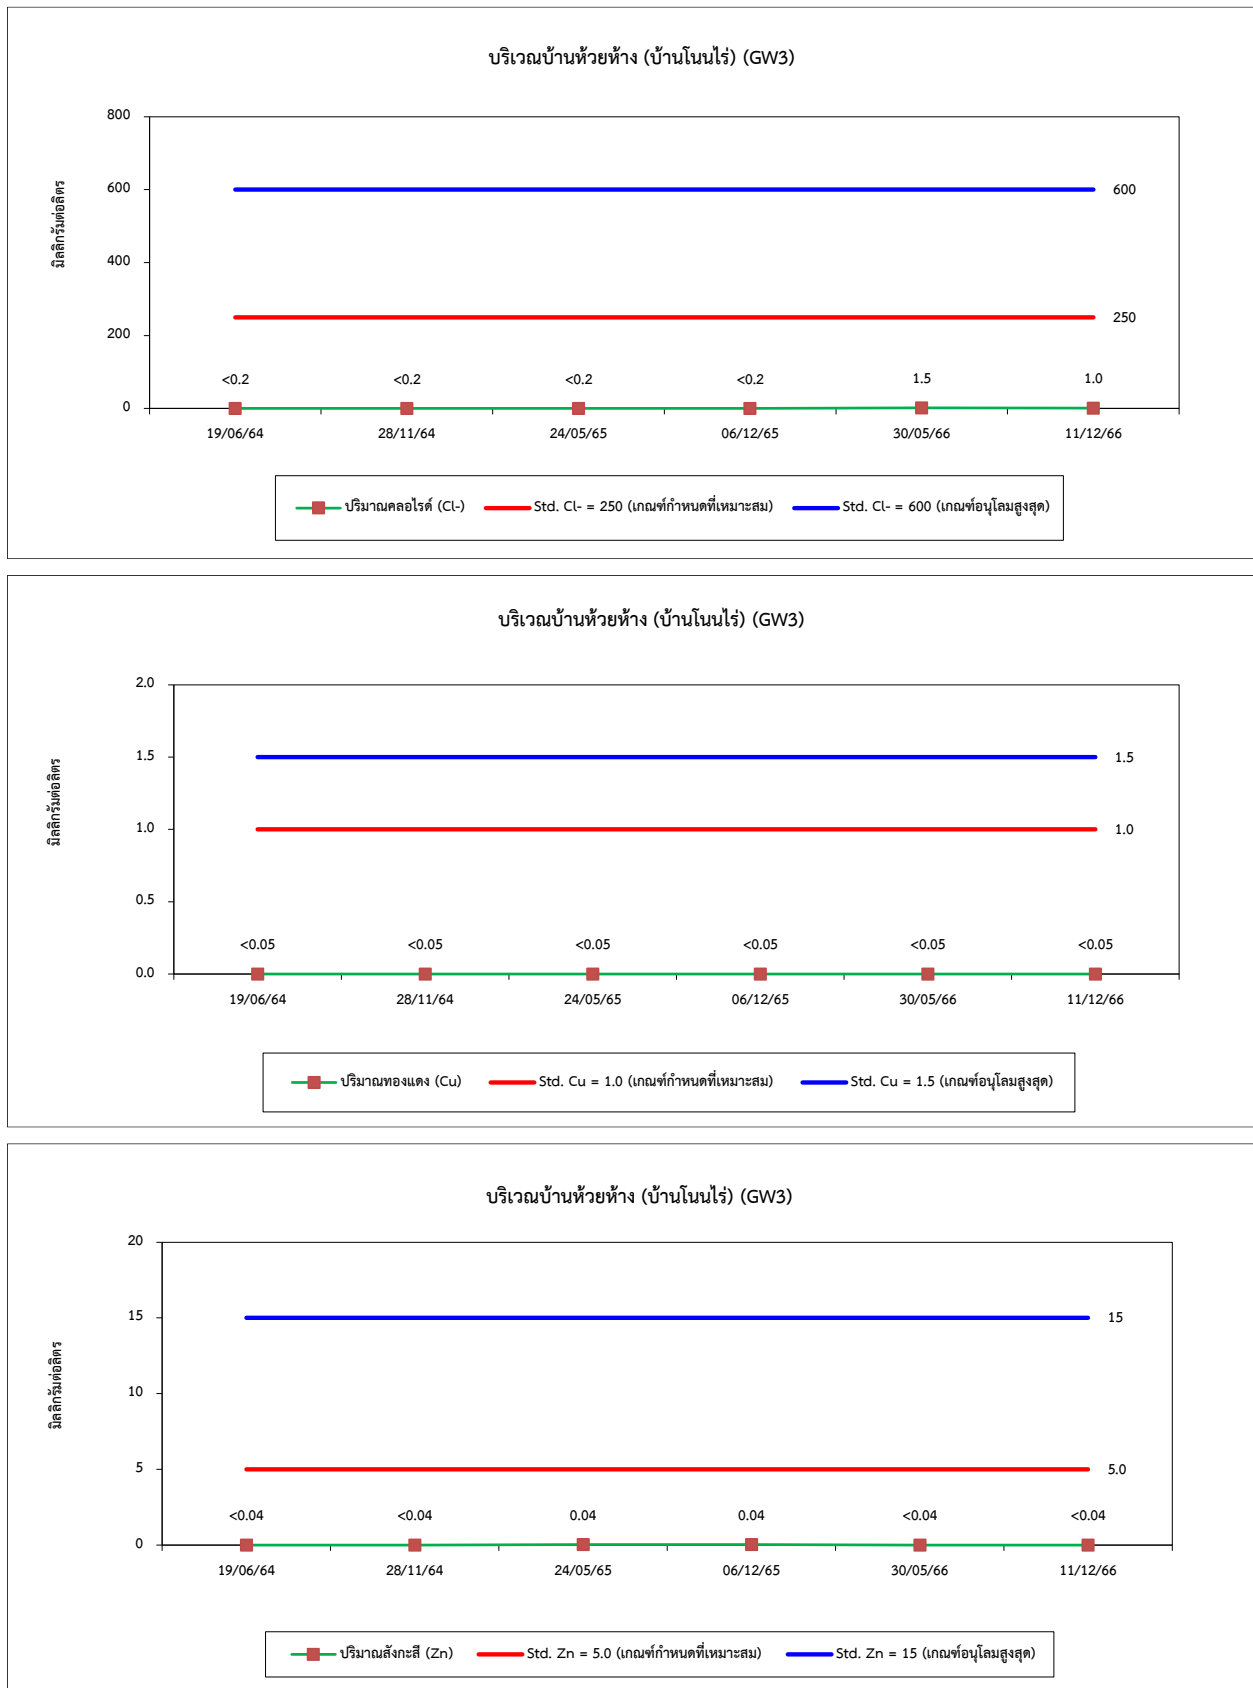 บริเวณบ้านห้วยห้าง (บ้านโนนไร่) (GW3)
มิลลิกรัมต่อลิตร
800
600
400
200
0
600
250
<0.2 <0.2 <0.2 <0.2 1.5 1.0
19/06/64 28/11/64 24/05/65 06/12/65 30/05/66 11/12/66
ปริมาณคลอไรด์ (Cl-) Std. Cl- = 250 (เกณฑ์กำหนดที่เหมาะสม) Std. Cl- = 600 (เกณฑ์อนุโลมสูงสุด)
บริเวณบ้านห้วยห้าง (บ้านโนนไร่) (GW3)
มิลลิกรัมต่อลิตร
2.0
1.5
1.0
0.5
0.0
1.5
1.0
<0.05 <0.05 <0.05 <0.05 <0.05 <0.05
19/06/64 28/11/64 24/05/65 06/12/65 30/05/66 11/12/66
ปริมาณทองแดง (Cu) Std. Cu = 1.0 (เกณฑ์กำหนดที่เหมาะสม) Std. Cu = 1.5 (เกณฑ์อนุโลมสูงสุด)
บริเวณบ้านห้วยห้าง (บ้านโนนไร่) (GW3)
มิลลิกรัมต่อลิตร
20
15
10
5
0
15
5.0
<0.04 <0.04 0.04 0.04 <0.04 <0.04
19/06/64 28/11/64 24/05/65 06/12/65 30/05/66 11/12/66
ปริมาณสังกะสี (Zn) Std. Zn = 5.0 (เกณฑ์กำหนดที่เหมาะสม) Std. Zn = 15 (เกณฑ์อนุโลมสูงสุด)